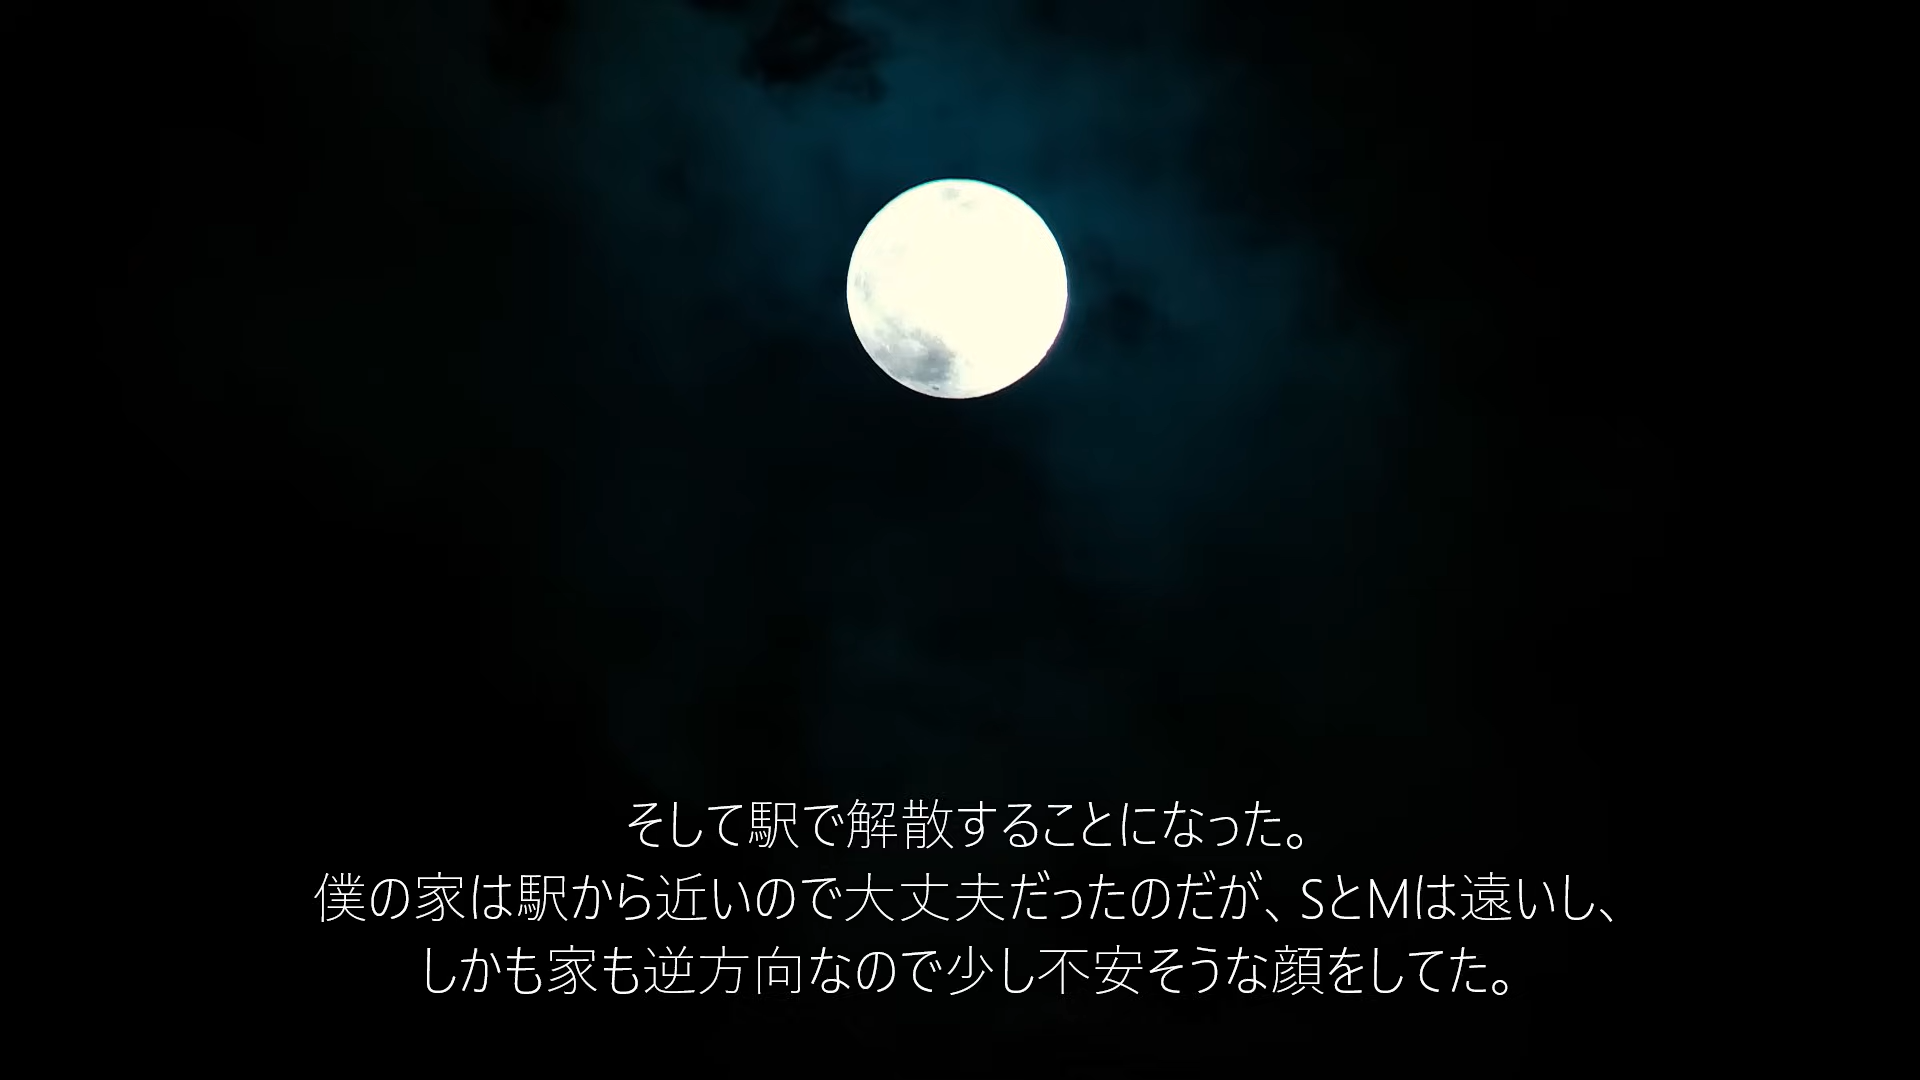 そして駅で解散することになった。
僕の家は駅から近いので大丈夫だったのだが、SとMは遠いし、
しかも家も逆方向なので少し不安そうな顔をしてた。